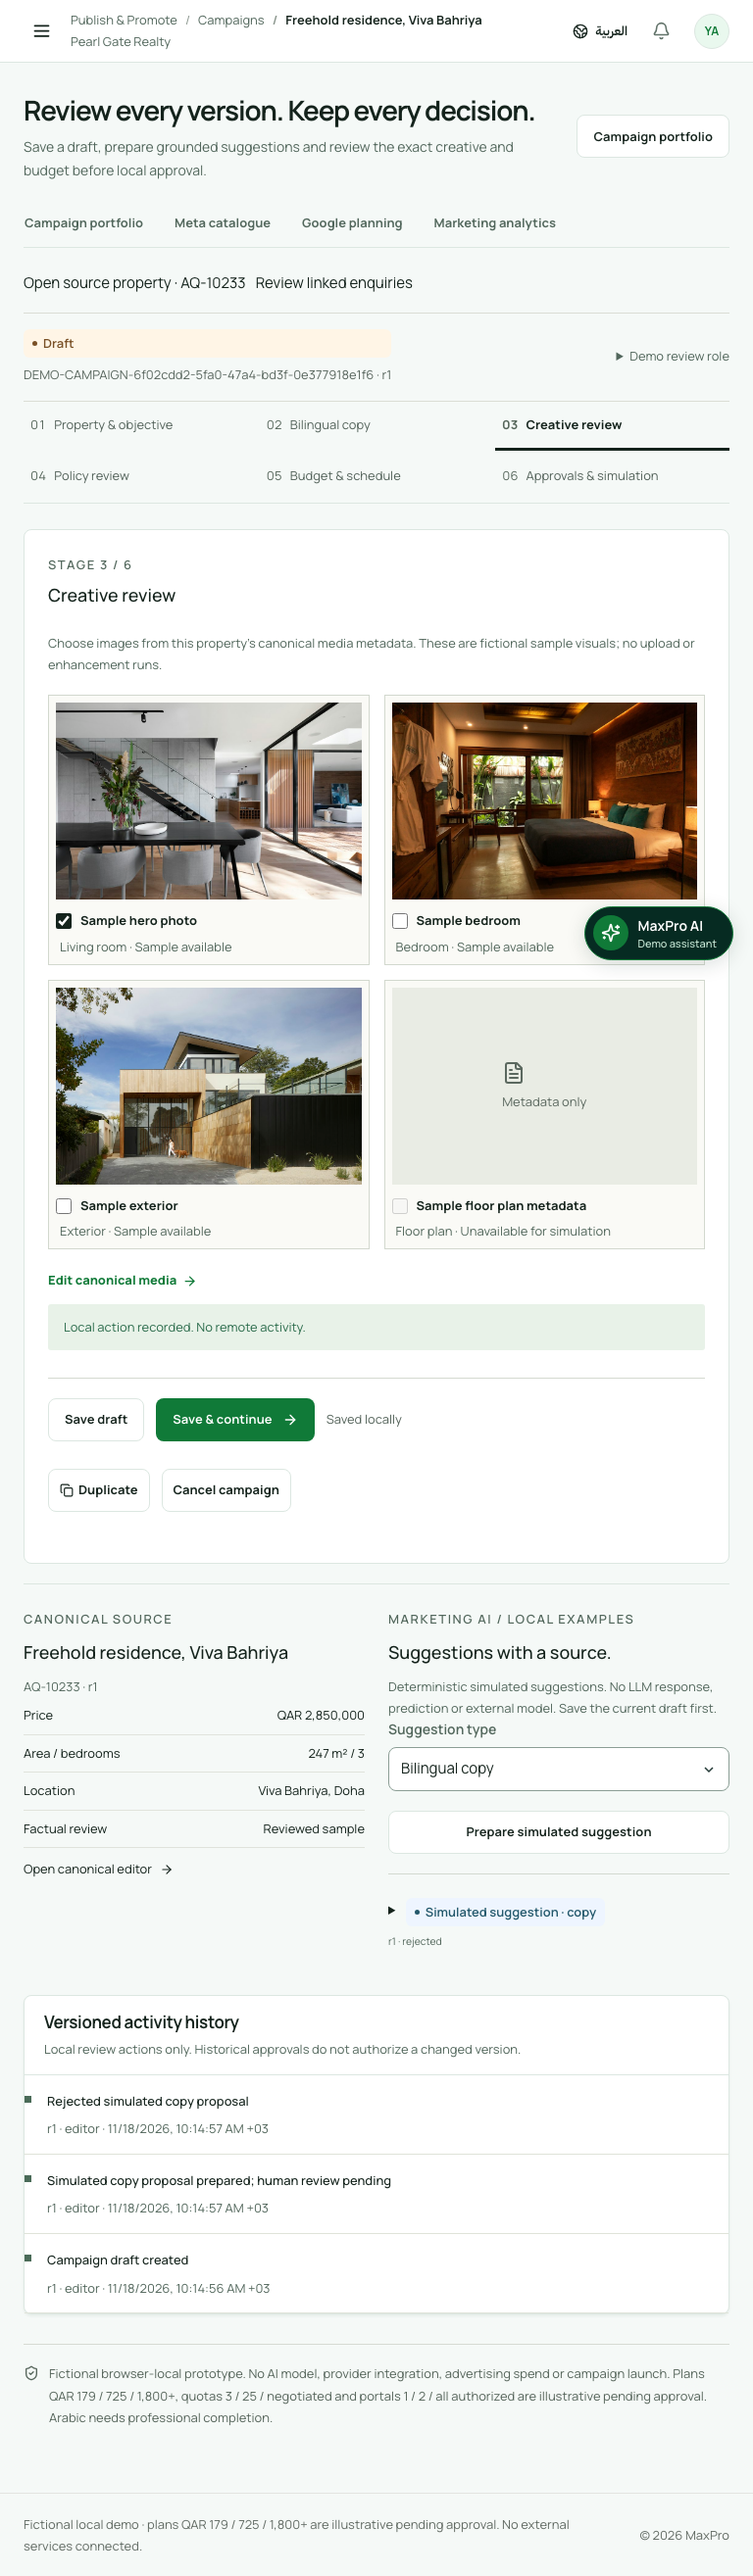 Publish & Promote / Campaigns / Freehold residence, Viva Bahriya
Pearl Gate Realty
العربية
YA
Review every version. Keep every decision.
Save a draft, prepare grounded suggestions and review the exact creative and
budget before local approval.
Campaign portfolio
Campaign portfolio Meta catalogue Google planning Marketing analytics
Open source property · AQ-10233 Review linked enquiries
Draft
DEMO-CAMPAIGN-6f02cdd2-5fa0-47a4-bd3f-0e377918e1f6 · r1
Demo review role
01 Property & objective
02 Bilingual copy
03 Creative review
04 Policy review
05 Budget & schedule
06 Approvals & simulation
STAGE 3 / 6
Creative review
Choose images from this property's canonical media metadata. These are fictional sample visuals; no upload or
enhancement runs.
Sample hero photo
Living room · Sample available
Sample bedroom
Bedroom · Sample available
MaxPro AI
Demo assistant
Sample exterior
Exterior · Sample available
Metadata only
Sample floor plan metadata
Floor plan · Unavailable for simulation
Edit canonical media
Local action recorded. No remote activity.
Save draft
Save & continue
Saved locally
Duplicate
Cancel campaign
CANONICAL SOURCE
Freehold residence, Viva Bahriya
AQ-10233 · r1
Price QAR 2,850,000
Area / bedrooms 247 m² / 3
Location Viva Bahriya, Doha
Factual review Reviewed sample
Open canonical editor
MARKETING AI / LOCAL EXAMPLES
Suggestions with a source.
Deterministic simulated suggestions. No LLM response,
prediction or external model. Save the current draft first.
Suggestion type
Bilingual copy
Prepare simulated suggestion
Simulated suggestion · copy
r1 · rejected
Versioned activity history
Local review actions only. Historical approvals do not authorize a changed version.
Rejected simulated copy proposal
r1 · editor · 11/18/2026, 10:14:57 AM +03
Simulated copy proposal prepared; human review pending
r1 · editor · 11/18/2026, 10:14:57 AM +03
Campaign draft created
r1 · editor · 11/18/2026, 10:14:56 AM +03
Fictional browser-local prototype. No AI model, provider integration, advertising spend or campaign launch. Plans
QAR 179 / 725 / 1,800+, quotas 3 / 25 / negotiated and portals 1 / 2 / all authorized are illustrative pending approval.
Arabic needs professional completion.
Fictional local demo · plans QAR 179 / 725 / 1,800+ are illustrative pending approval. No external
services connected.
© 2026 MaxPro